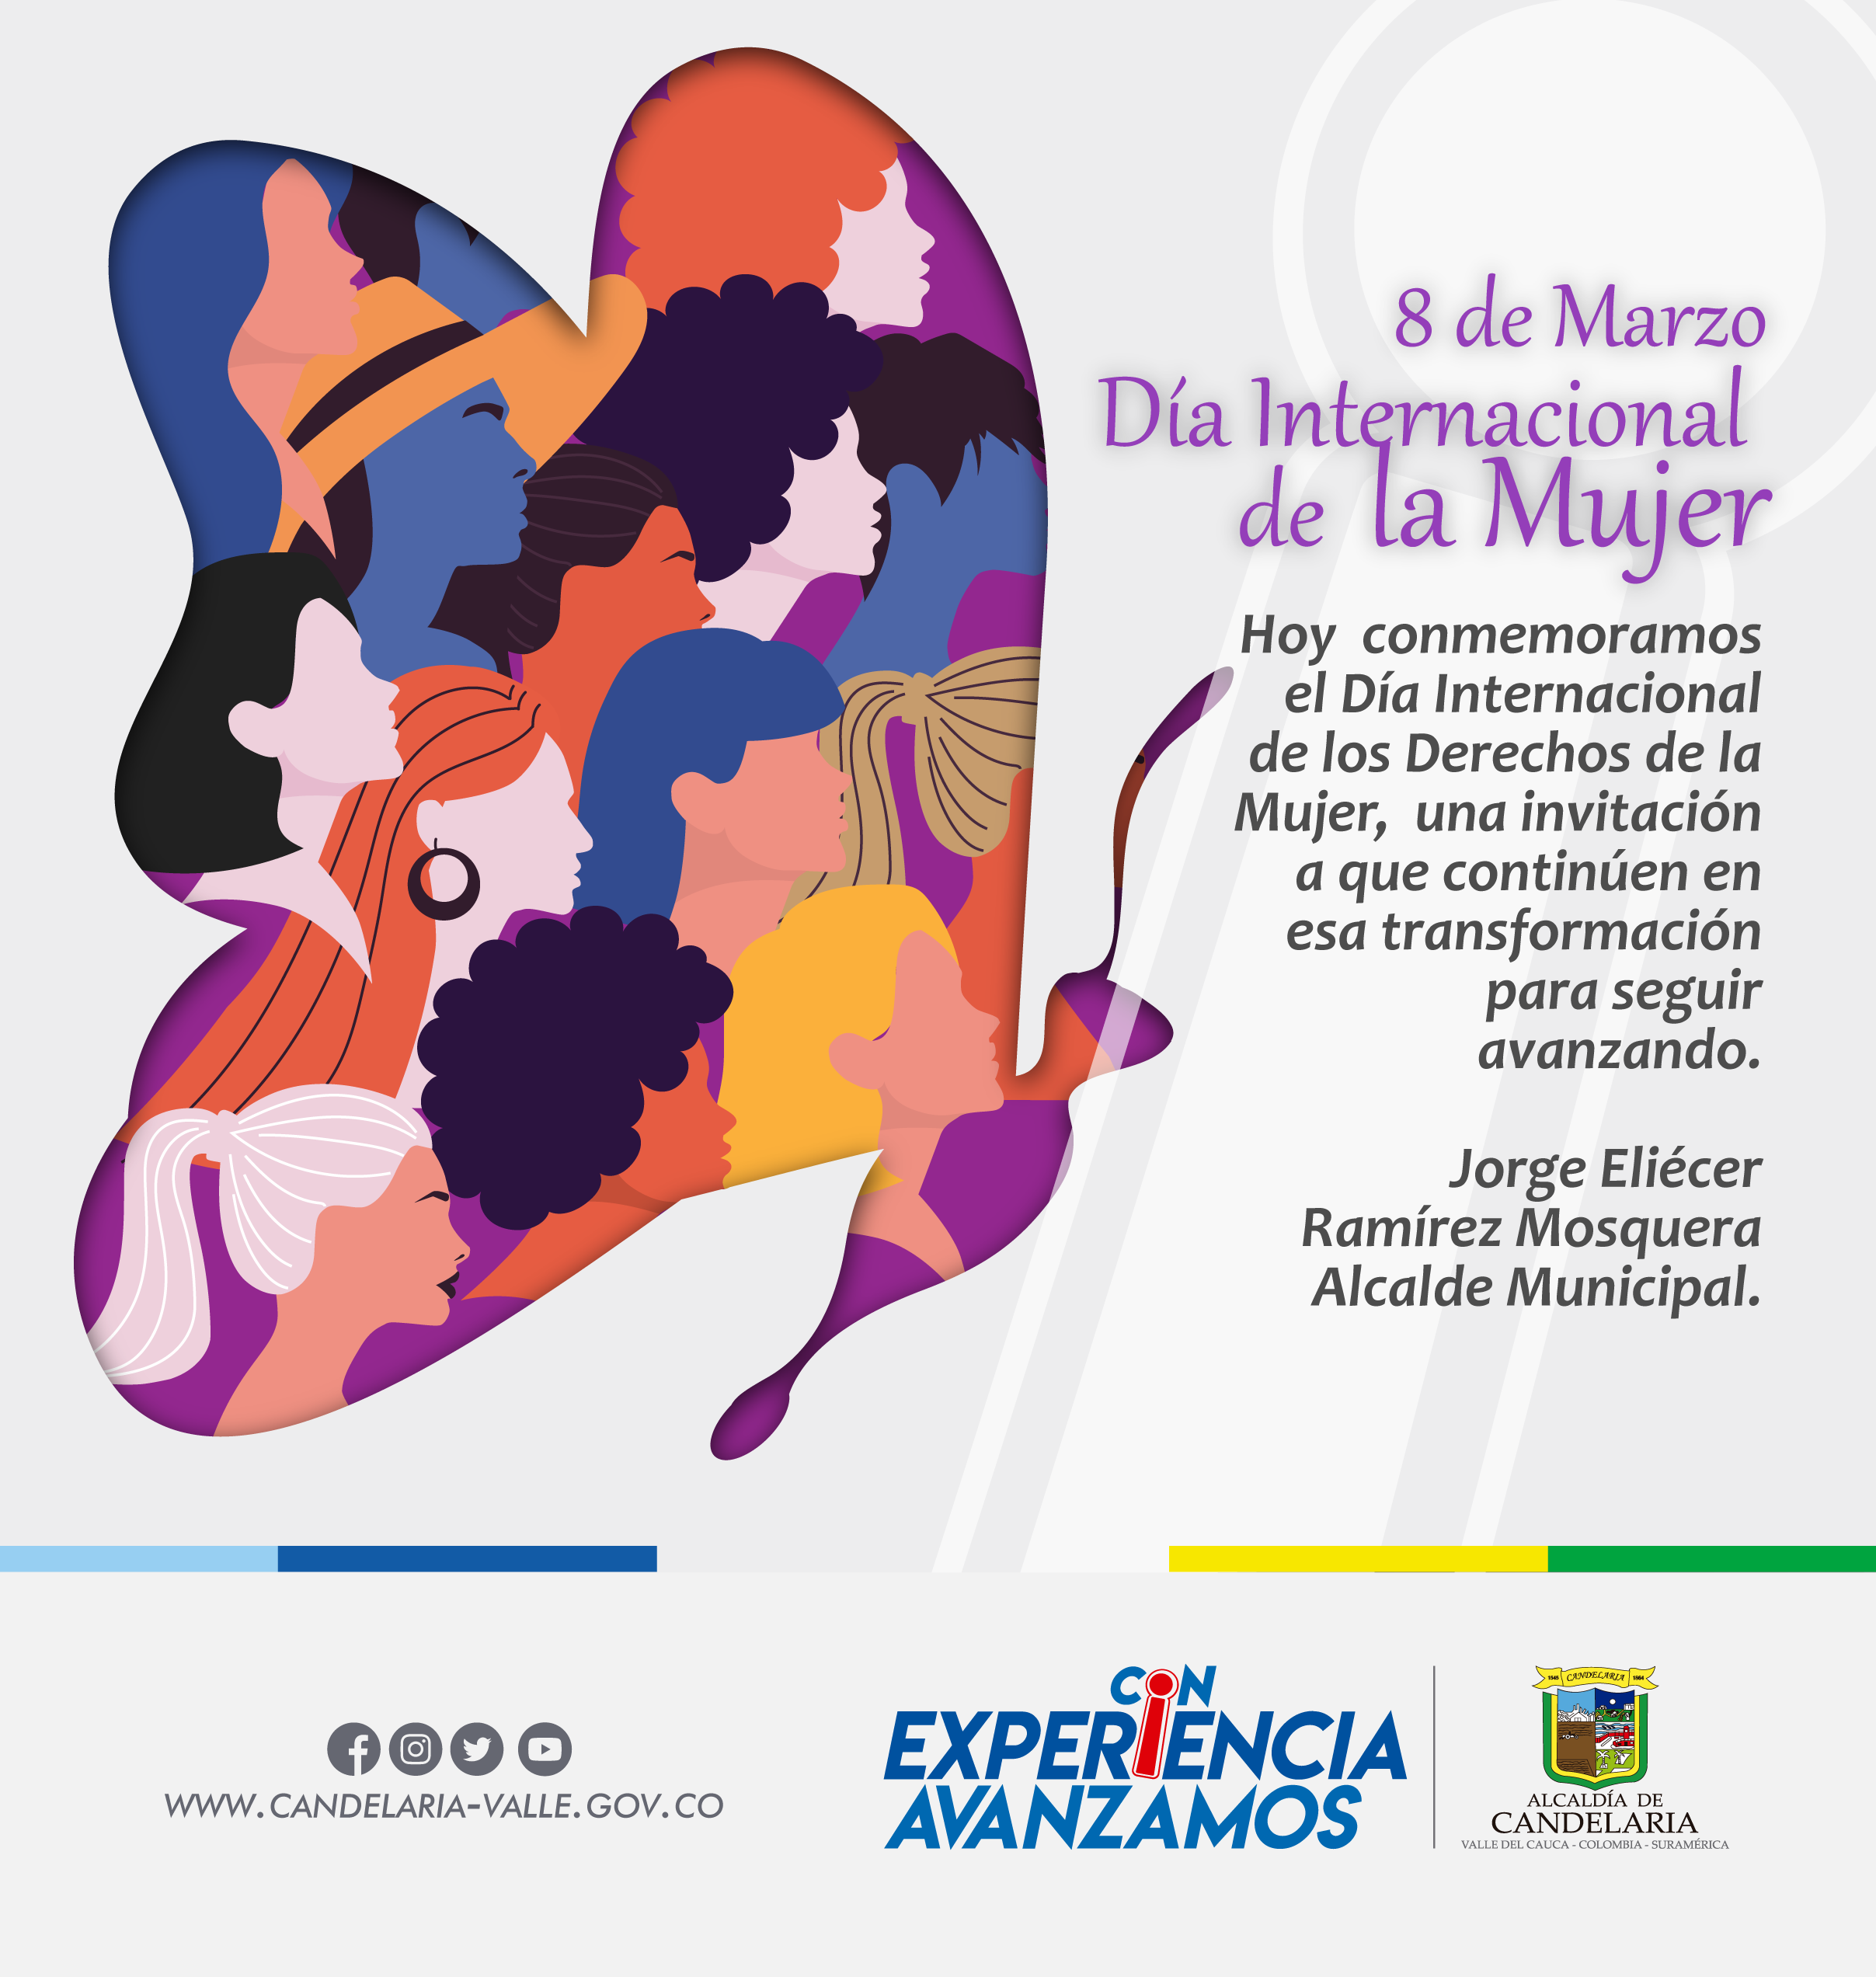 8 de Marzo
Día Internacional
de la Mujer
Hoy conmemoramos
el Día Internacional
de los Derechos de la
Mujer, una invitación
a que continúen en
esa transformación
para seguir
avanzando.
Jorge Eliécer
Ramírez Mosquera
Alcalde Municipal.
WWW.CANDELARIA-VALLE.GOV.CO
CON
EXPERIENCIA
AVANZAMOS
1545 CANDELARIA 1864
ALCALDÍA DE
CANDELARIA
VALLE DEL CAUCA - COLOMBIA - SURAMÉRICA